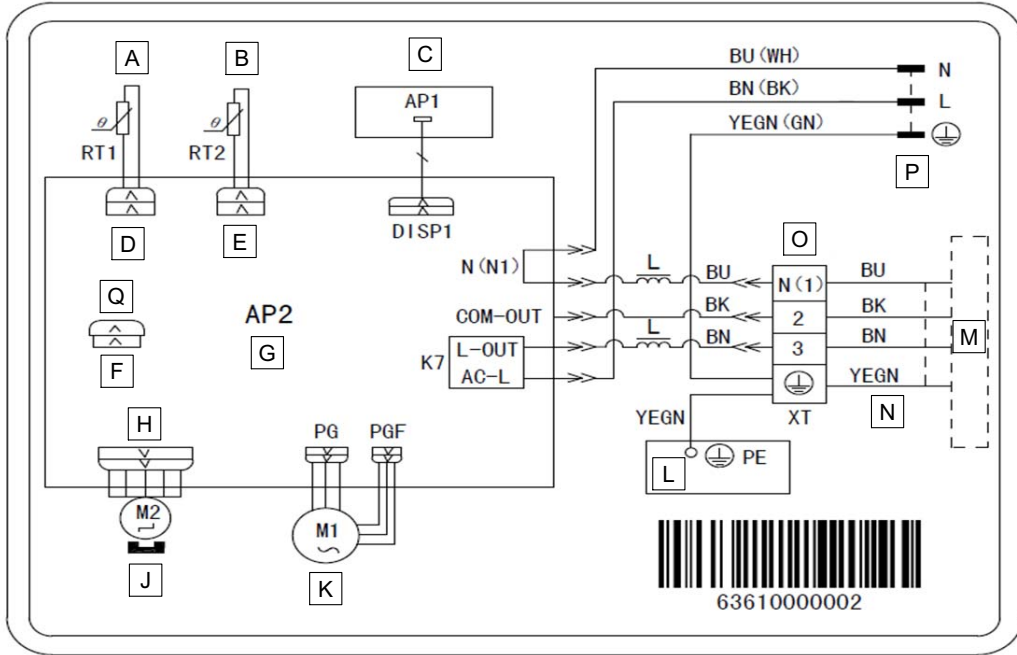 A
B
C
BU(WH)
N
BN(BK)
L
YEGN(GN)
θ
RT1
θ
RT2
AP1
P
D
E
DISP1
O
N(N1)
L
BU
N(1)
BU
Q
AP2
COM-OUT
BK
2
BK
M
F
G
K7
L-OUT
AC-L
L
BN
3
BN
YEGN
N
XT
H
PG
PGF
YEGN
L
PE
M2
M1
J
K
63610000002